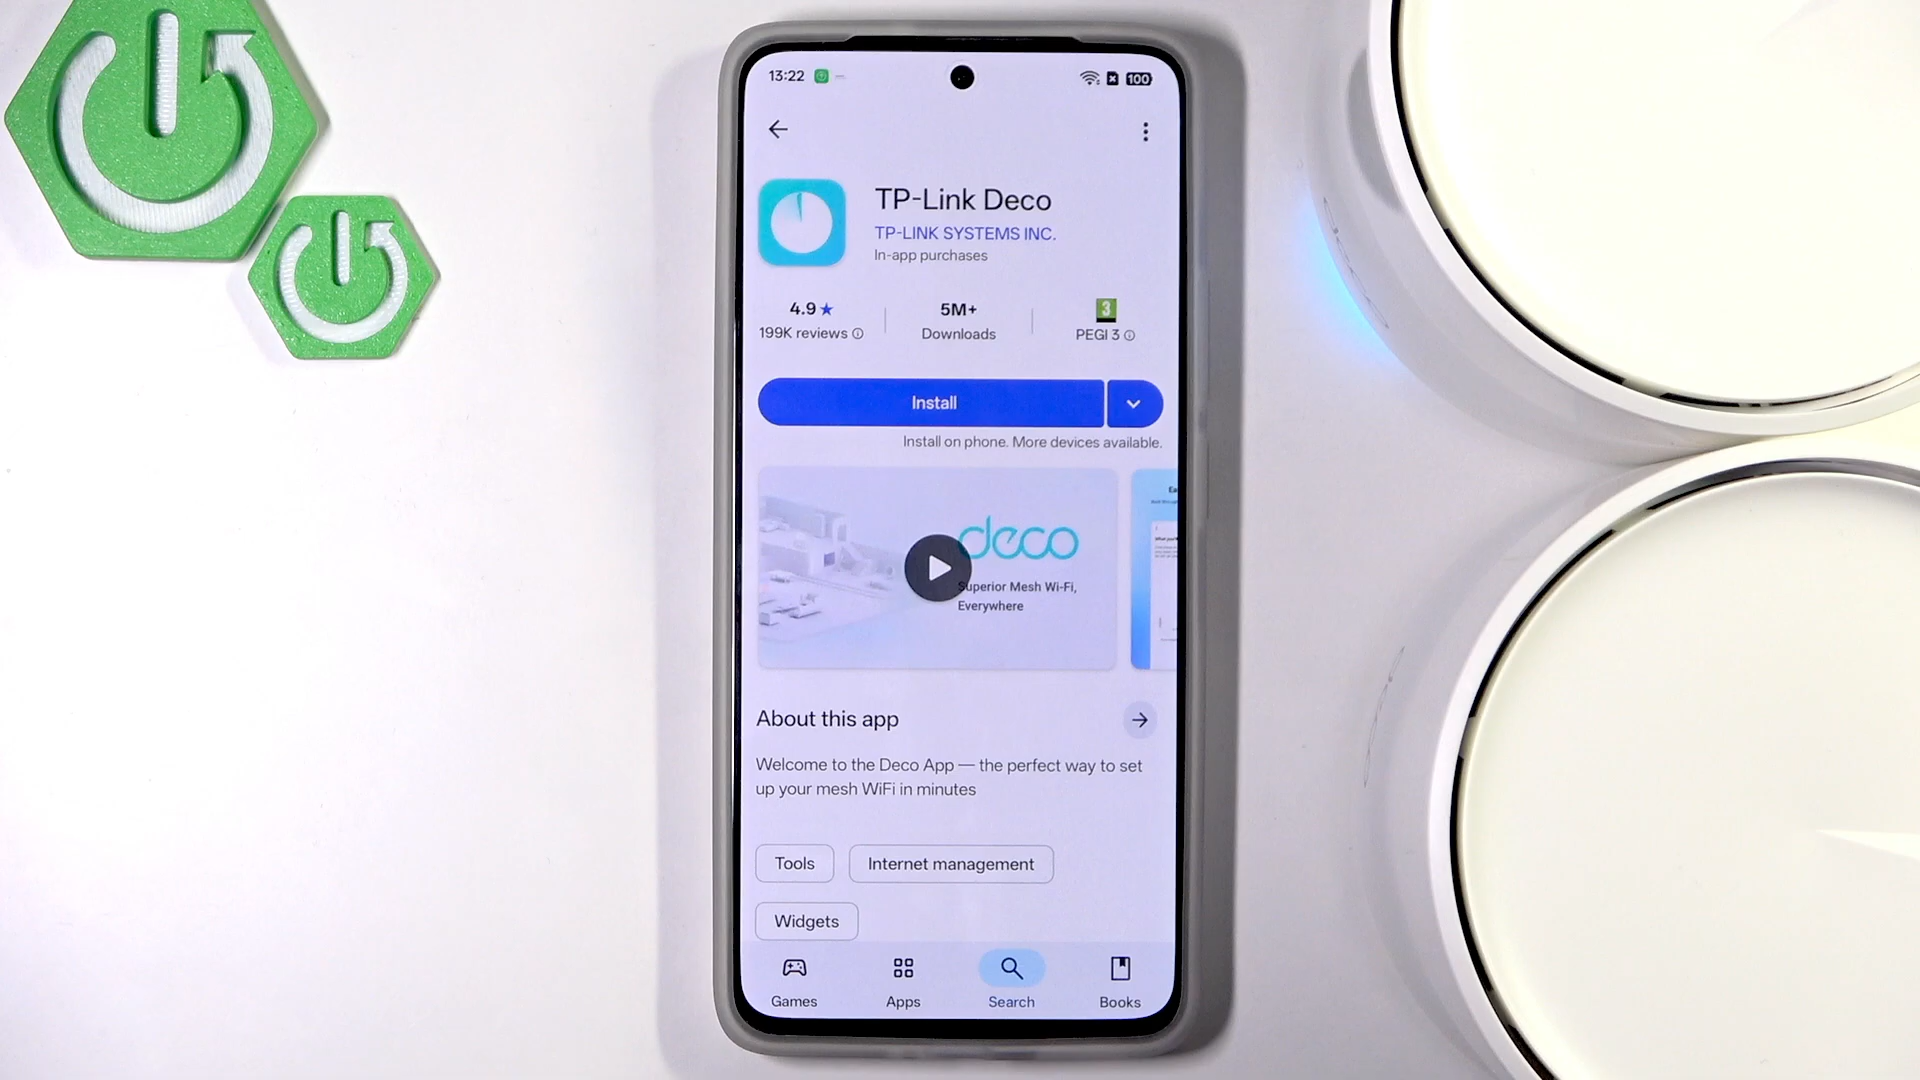 13:22
100
TP-Link Deco
TP-LINK SYSTEMS INC.
In-app purchases
4.9★
199K reviews
5M+
Downloads
3
PEGI 3
Install
Install on phone. More devices available.
deco
Superior Mesh Wi-Fi,
Everywhere
About this app
Welcome to the Deco App — the perfect way to set
up your mesh WiFi in minutes
Tools
Internet management
Widgets
Games
Apps
Search
Books